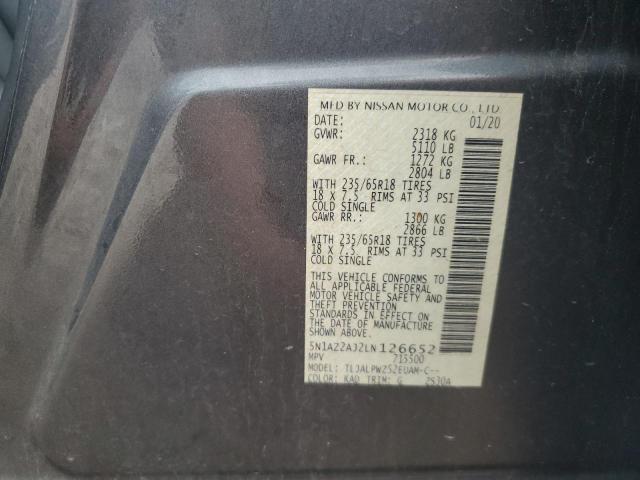 MFD BY NISSAN MOTOR CO., LTD
DATE: 01/20
GVWR: 2318 KG
5110 LB
GAWR FR.: 1272 KG
2804 LB
WITH 235/65R18 TIRES
18 X 7.5 RIMS AT 33 PSI
COLD SINGLE
GAWR RR.: 1300 KG
2866 LB
WITH 235/65R18 TIRES
18 X 7.5 RIMS AT 33 PSI
COLD SINGLE
THIS VEHICLE CONFORMS TO
ALL APPLICABLE FEDERAL
MOTOR VEHICLE SAFETY AND
THEFT PREVENTION
STANDARDS IN EFFECT ON
THE DATE OF MANUFACTURE
SHOWN ABOVE.
5N1AZ2AJ2LN126652
MPV 715500
MODEL: TLJALPWZ52EUAM-C--
COLOR: KAD TRIM: G 2S30A